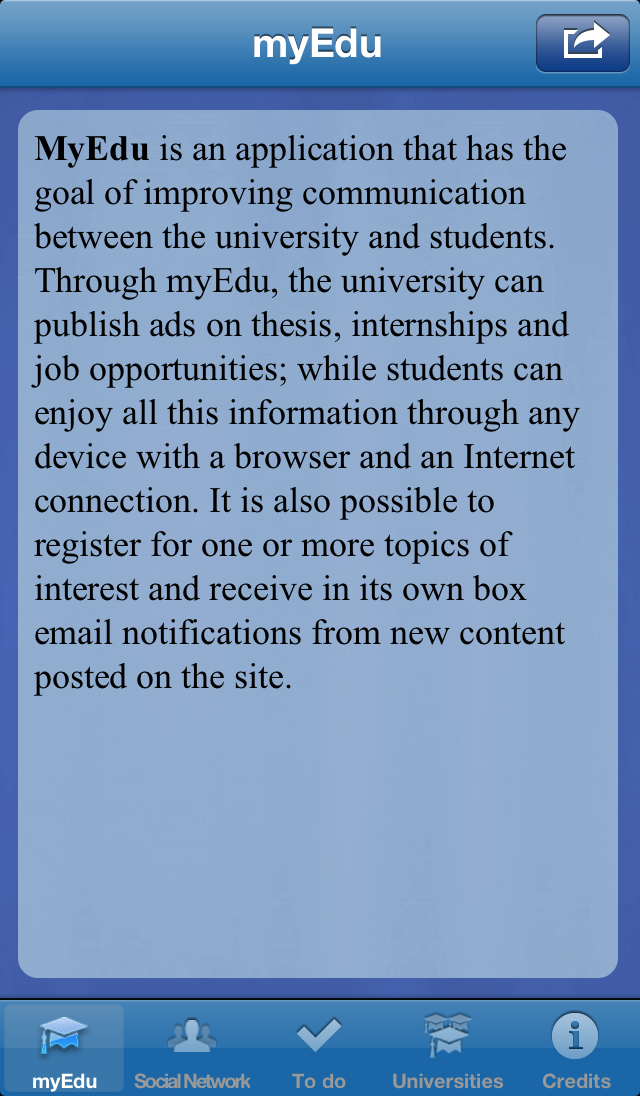 myEdu
MyEdu is an application that has the
goal of improving communication
between the university and students.
Through myEdu, the university can
publish ads on thesis, internships and
job opportunities; while students can
enjoy all this information through any
device with a browser and an Internet
connection. It is also possible to
register for one or more topics of
interest and receive in its own box
email notifications from new content
posted on the site.
myEdu
Social Network
To do
Universities
Credits